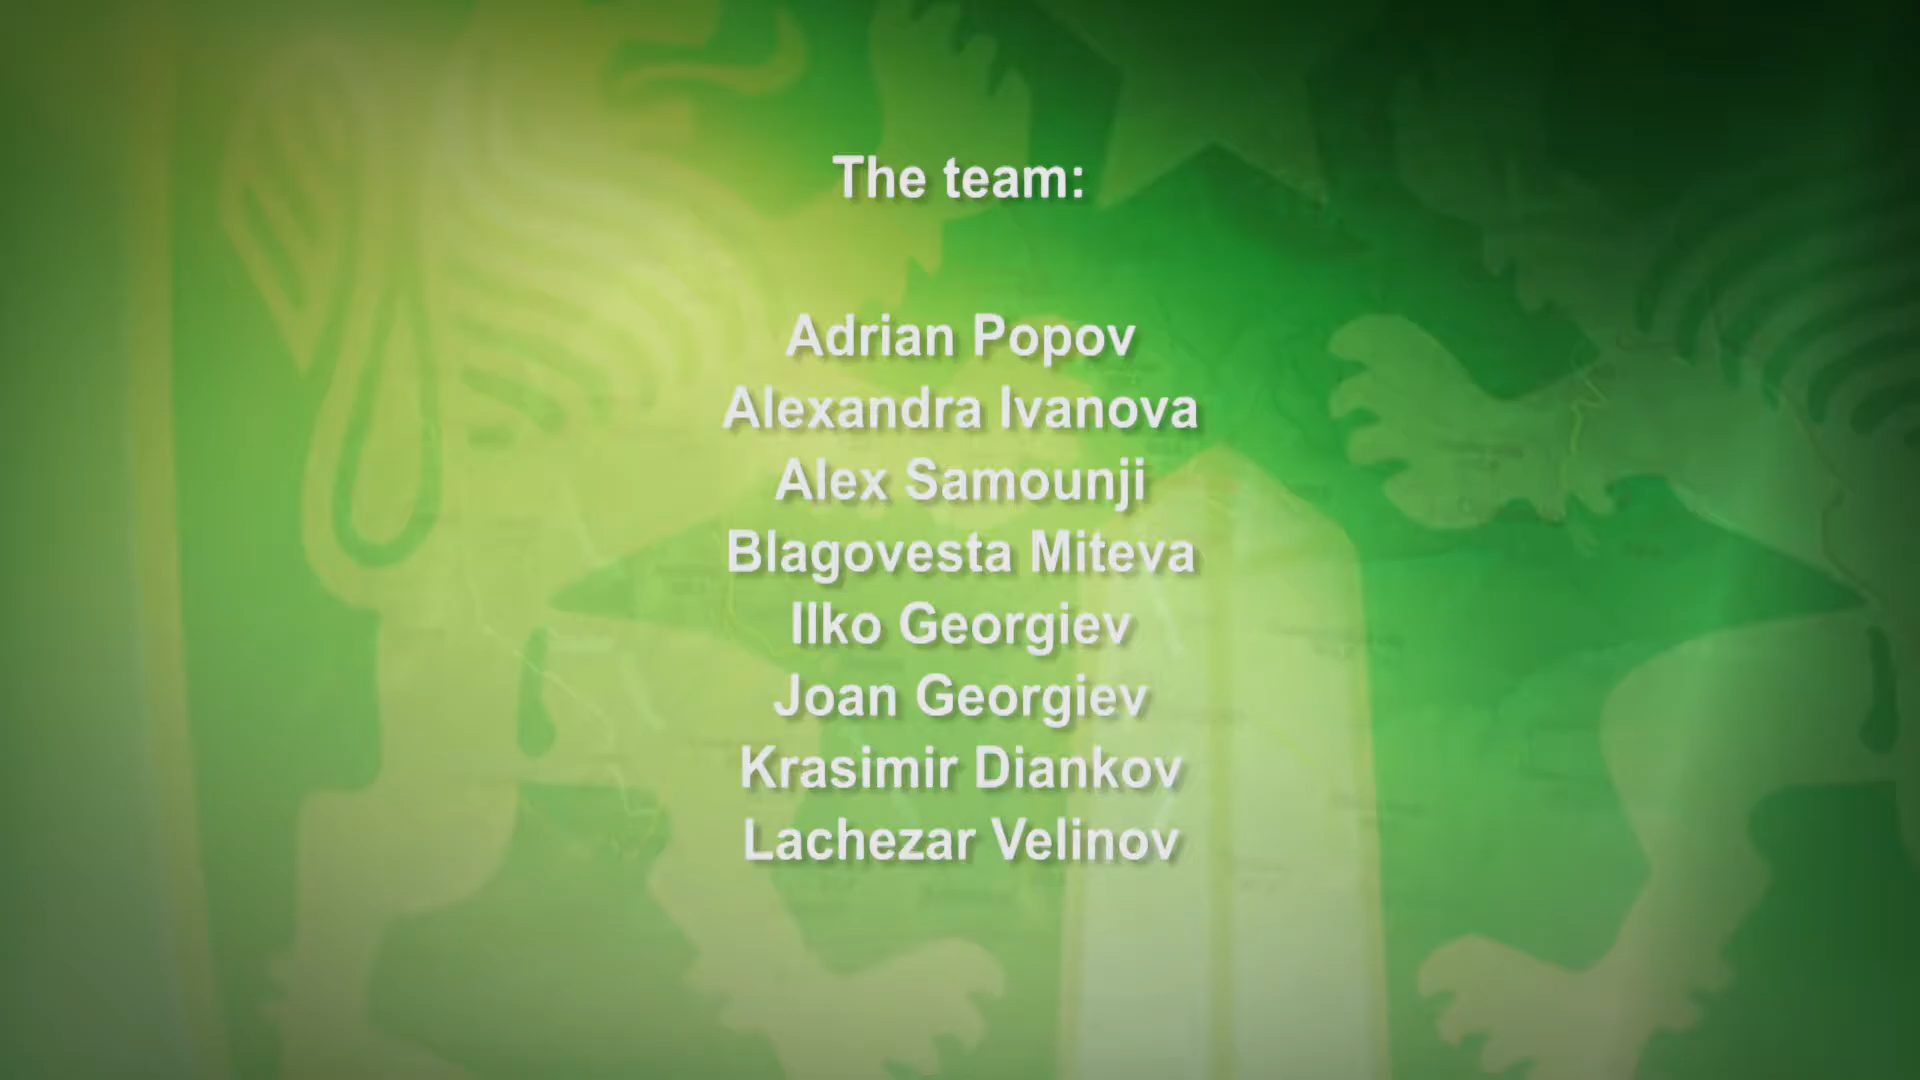 The team:
Adrian Popov
Alexandra Ivanova
Alex Samounji
Blagovesta Miteva
Ilko Georgiev
Joan Georgiev
Krasimir Diankov
Lachezar Velinov